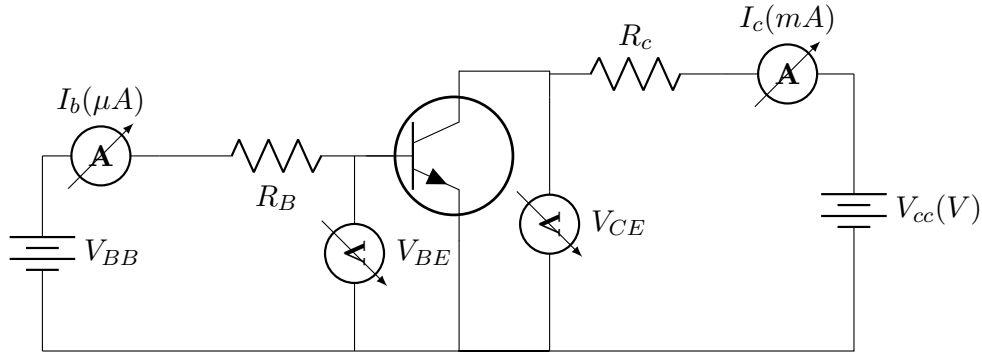 I_c(mA)
R_c
A
I_b(μA)
A
R_B
V_BB
V_BE
V_CE
V_cc(V)